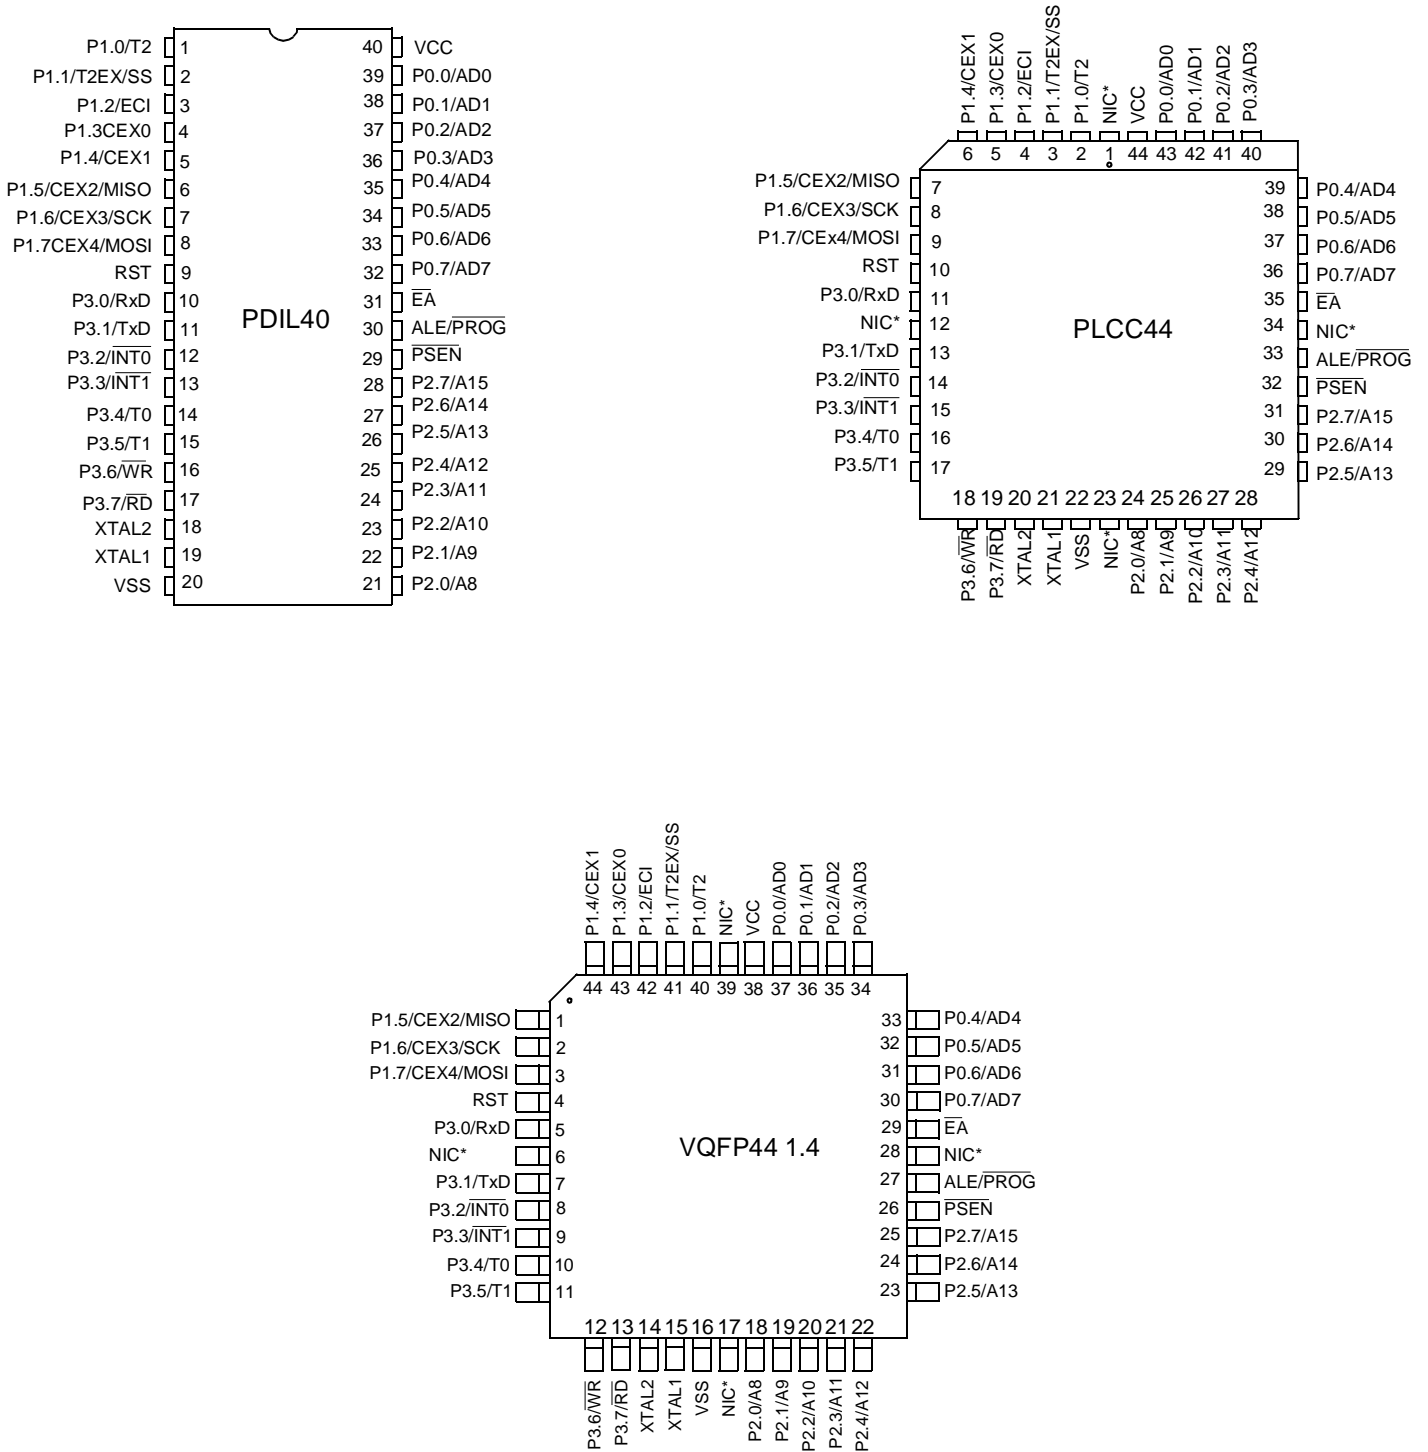 P1.0/T2 1 40 VCC
P1.1/T2EX/SS 2 39 P0.0/AD0
P1.2/ECI 3 38 P0.1/AD1
P1.3CEX0 4 37 P0.2/AD2
P1.4/CEX1 5 36 P0.3/AD3
P1.5/CEX2/MISO 6 35 P0.4/AD4
P1.6/CEX3/SCK 7 34 P0.5/AD5
P1.7CEX4/MOSI 8 33 P0.6/AD6
RST 9 32 P0.7/AD7
P3.0/RxD 10 31 EA
P3.1/TxD 11 30 ALE/PROG
P3.2/INT0 12 29 PSEN
P3.3/INT1 13 28 P2.7/A15
P3.4/T0 14 27 P2.6/A14
P3.5/T1 15 26 P2.5/A13
P3.6/WR 16 25 P2.4/A12
P3.7/RD 17 24 P2.3/A11
XTAL2 18 23 P2.2/A10
XTAL1 19 22 P2.1/A9
VSS 20 21 P2.0/A8
PDIL40
P1.4/CEX1
P1.3/CEX0
P1.2/ECI
P1.1/T2EX/SS
P1.0/T2
NIC*
VCC
P0.0/AD0
P0.1/AD1
P0.2/AD2
P0.3/AD3
6 5 4 3 2 1 44 43 42 41 40
P1.5/CEX2/MISO 7 39 P0.4/AD4
P1.6/CEX3/SCK 8 38 P0.5/AD5
P1.7/CEx4/MOSI 9 37 P0.6/AD6
RST 10 36 P0.7/AD7
P3.0/RxD 11 35 EA
NIC* 12 34 NIC*
P3.1/TxD 13 33 ALE/PROG
P3.2/INT0 14 32 PSEN
P3.3/INT1 15 31 P2.7/A15
P3.4/T0 16 30 P2.6/A14
P3.5/T1 17 29 P2.5/A13
PLCC44
18 19 20 21 22 23 24 25 26 27 28
P3.6/WR
P3.7/RD
XTAL2
XTAL1
VSS
NIC*
P2.0/A8
P2.1/A9
P2.2/A10
P2.3/A11
P2.4/A12
P1.4/CEX1
P1.3/CEX0
P1.2/ECI
P1.1/T2EX/SS
P1.0/T2
NIC*
VCC
P0.0/AD0
P0.1/AD1
P0.2/AD2
P0.3/AD3
44 43 42 41 40 39 38 37 36 35 34
P1.5/CEX2/MISO 1 33 P0.4/AD4
P1.6/CEX3/SCK 2 32 P0.5/AD5
P1.7/CEX4/MOSI 3 31 P0.6/AD6
RST 4 30 P0.7/AD7
P3.0/RxD 5 29 EA
NIC* 6 28 NIC*
P3.1/TxD 7 27 ALE/PROG
P3.2/INT0 8 26 PSEN
P3.3/INT1 9 25 P2.7/A15
P3.4/T0 10 24 P2.6/A14
P3.5/T1 11 23 P2.5/A13
VQFP44 1.4
12 13 14 15 16 17 18 19 20 21 22
P3.6/WR
P3.7/RD
XTAL2
XTAL1
VSS
NIC*
P2.0/A8
P2.1/A9
P2.2/A10
P2.3/A11
P2.4/A12